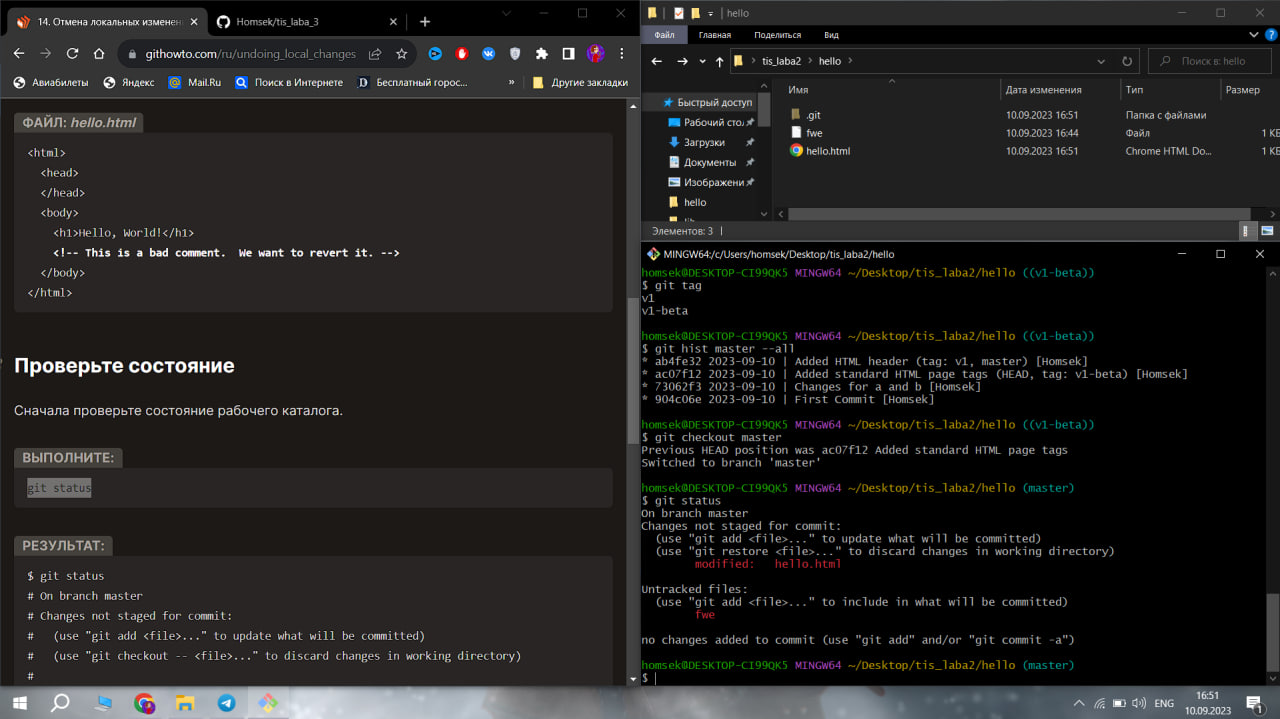 14. Отмена локальных изменени
Homsek/tis_laba_3
githowto.com/ru/undoing_local_changes
Авиабилеты
Яндекс
Mail.Ru
Поиск в Интернете
Бесплатный горос...
»
Другие закладки
ФАЙЛ: hello.html
<html>
<head>
</head>
<body>
<h1>Hello, World!</h1>
<!-- This is a bad comment.  We want to revert it. -->
</body>
</html>
Проверьте состояние
Сначала проверьте состояние рабочего каталога.
ВЫПОЛНИТЕ:
git status
РЕЗУЛЬТАТ:
$ git status
# On branch master
# Changes not staged for commit:
#   (use "git add <file>..." to update what will be committed)
#   (use "git checkout -- <file>..." to discard changes in working directory)
#
hello
Файл
Главная
Поделиться
Вид
tis_laba2 > hello >
Поиск в: hello
Быстрый доступ
Рабочий стол
Загрузки
Документы
Изображени
hello
lib
Имя Дата изменения Тип Размер
.git 10.09.2023 16:51 Папка с файлами
fwe 10.09.2023 16:44 Файл 1 КБ
hello.html 10.09.2023 16:51 Chrome HTML Do... 1 КБ
Элементов: 3
MINGW64:/c/Users/homsek/Desktop/tis_laba2/hello
homsek@DESKTOP-CI99QK5 MINGW64 ~/Desktop/tis_laba2/hello ((v1-beta))
$ git tag
v1
v1-beta
homsek@DESKTOP-CI99QK5 MINGW64 ~/Desktop/tis_laba2/hello ((v1-beta))
$ git hist master --all
* ab4fe32 2023-09-10 | Added HTML header (tag: v1, master) [Homsek]
* ac07f12 2023-09-10 | Added standard HTML page tags (HEAD, tag: v1-beta) [Homsek]
* 73062f3 2023-09-10 | Changes for a and b [Homsek]
* 904c06e 2023-09-10 | First Commit [Homsek]
homsek@DESKTOP-CI99QK5 MINGW64 ~/Desktop/tis_laba2/hello ((v1-beta))
$ git checkout master
Previous HEAD position was ac07f12 Added standard HTML page tags
Switched to branch 'master'
homsek@DESKTOP-CI99QK5 MINGW64 ~/Desktop/tis_laba2/hello (master)
$ git status
On branch master
Changes not staged for commit:
(use "git add <file>..." to update what will be committed)
(use "git restore <file>..." to discard changes in working directory)
modified:   hello.html
Untracked files:
(use "git add <file>..." to include in what will be committed)
fwe
no changes added to commit (use "git add" and/or "git commit -a")
homsek@DESKTOP-CI99QK5 MINGW64 ~/Desktop/tis_laba2/hello (master)
$
ENG
16:51
10.09.2023
1